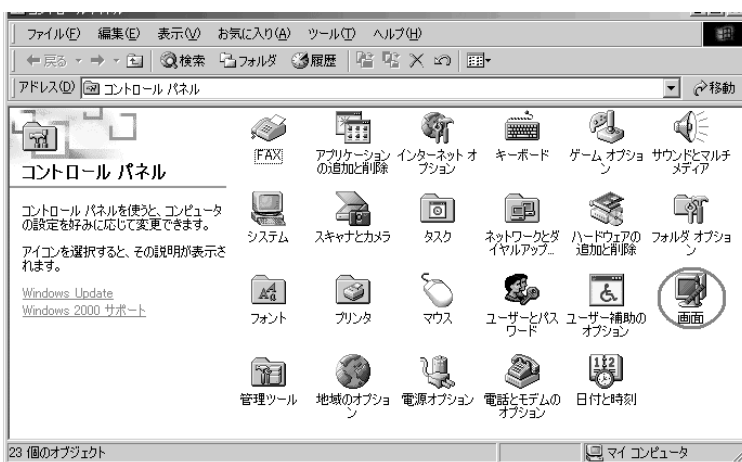 ファイル(F) 編集(E) 表示(V) お気に入り(A) ツール(T) ヘルプ(H)
戻る 検索 フォルダ 履歴
アドレス(D) コントロール パネル 移動
コントロール パネル
コントロール パネルを使うと、コンピュータ
の設定を好みに応じて変更できます。
アイコンを選択すると、その説明が表示さ
れます。
Windows Update
Windows 2000 サポート
FAX
アプリケーション
の追加と削除
インターネット オ
プション
キーボード
ゲーム オプショ
ン
サウンドとマルチ
メディア
システム
スキャナとカメラ
タスク
ネットワークとダ
イヤルアップ...
ハードウェアの
追加と削除
フォルダ オプショ
ン
フォント
プリンタ
マウス
ユーザーとパス
ワード
ユーザー補助の
オプション
画面
管理ツール
地域のオプショ
ン
電源オプション
電話とモデムの
オプション
日付と時刻
23 個のオブジェクト マイ コンピュータ